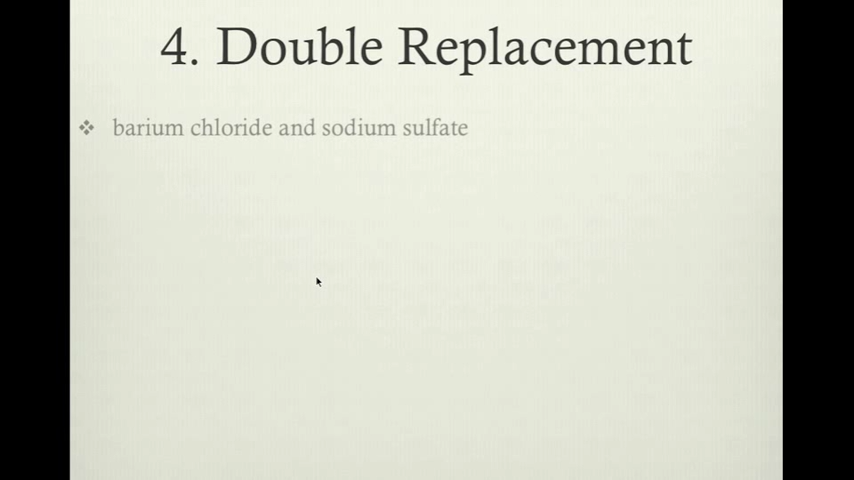 4. Double Replacement
❖ barium chloride and sodium sulfate